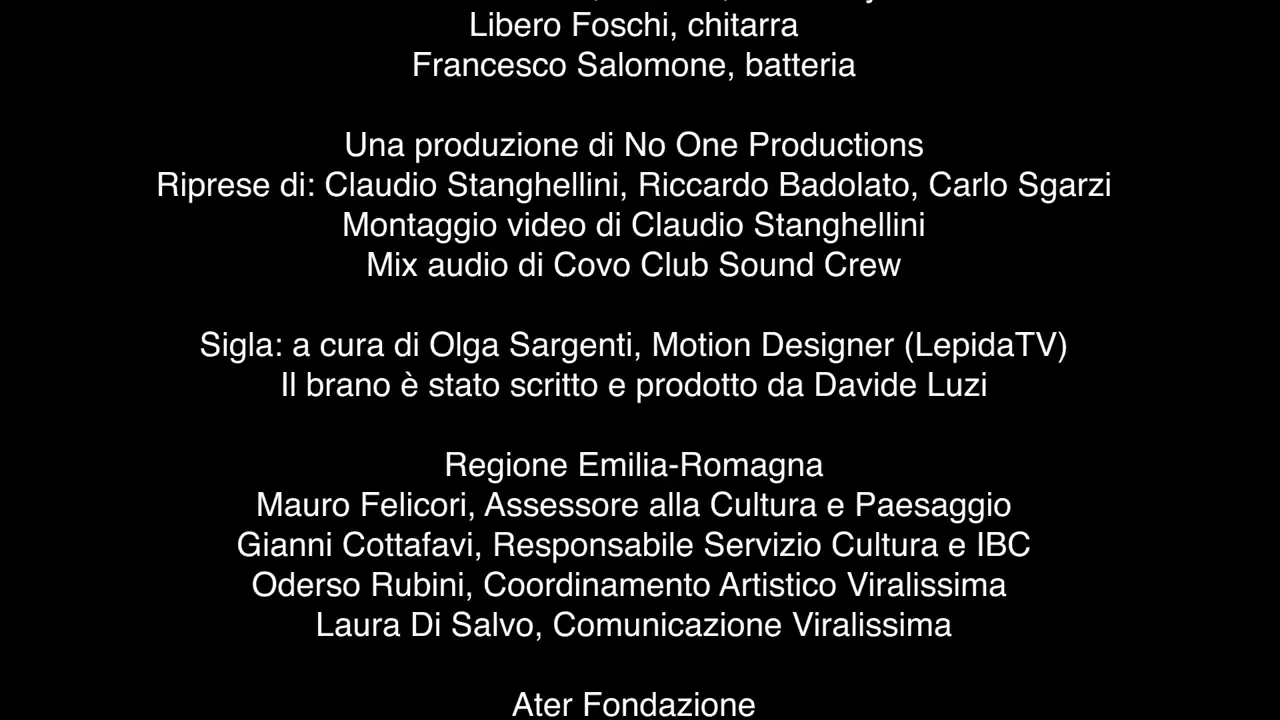 Libero Foschi, chitarra
Francesco Salomone, batteria
Una produzione di No One Productions
Riprese di: Claudio Stanghellini, Riccardo Badolato, Carlo Sgarzi
Montaggio video di Claudio Stanghellini
Mix audio di Covo Club Sound Crew
Sigla: a cura di Olga Sargenti, Motion Designer (LepidaTV)
Il brano è stato scritto e prodotto da Davide Luzi
Regione Emilia-Romagna
Mauro Felicori, Assessore alla Cultura e Paesaggio
Gianni Cottafavi, Responsabile Servizio Cultura e IBC
Oderso Rubini, Coordinamento Artistico Viralissima
Laura Di Salvo, Comunicazione Viralissima
Ater Fondazione